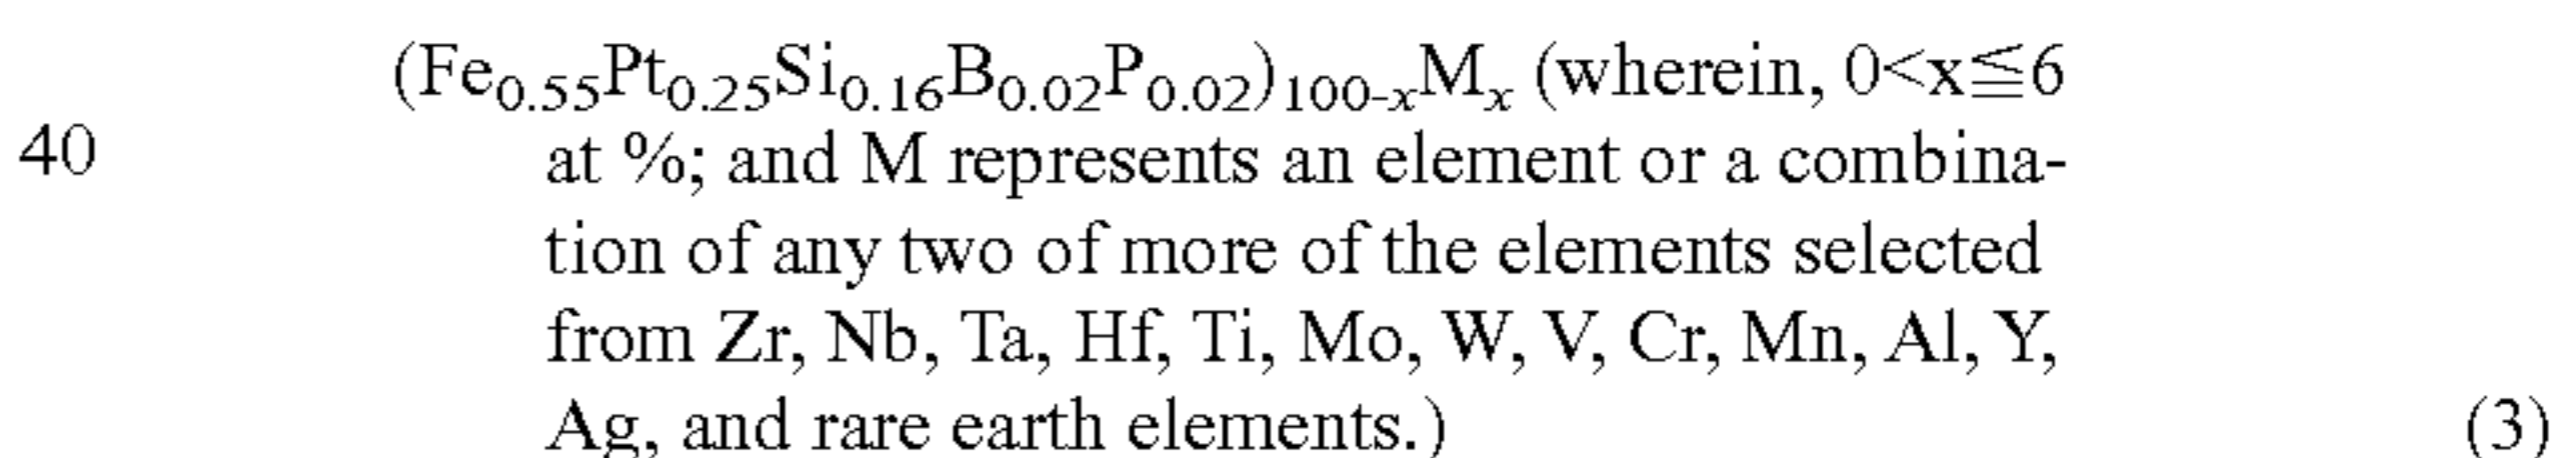 (Fe0.55Pt0.25Si0.16B0.02P0.02)100-xMx (wherein, 0<x≦6
40 at %; and M represents an element or a combina-
tion of any two of more of the elements selected
from Zr, Nb, Ta, Hf, Ti, Mo, W, V, Cr, Mn, Al, Y,
Ag, and rare earth elements.) (3)